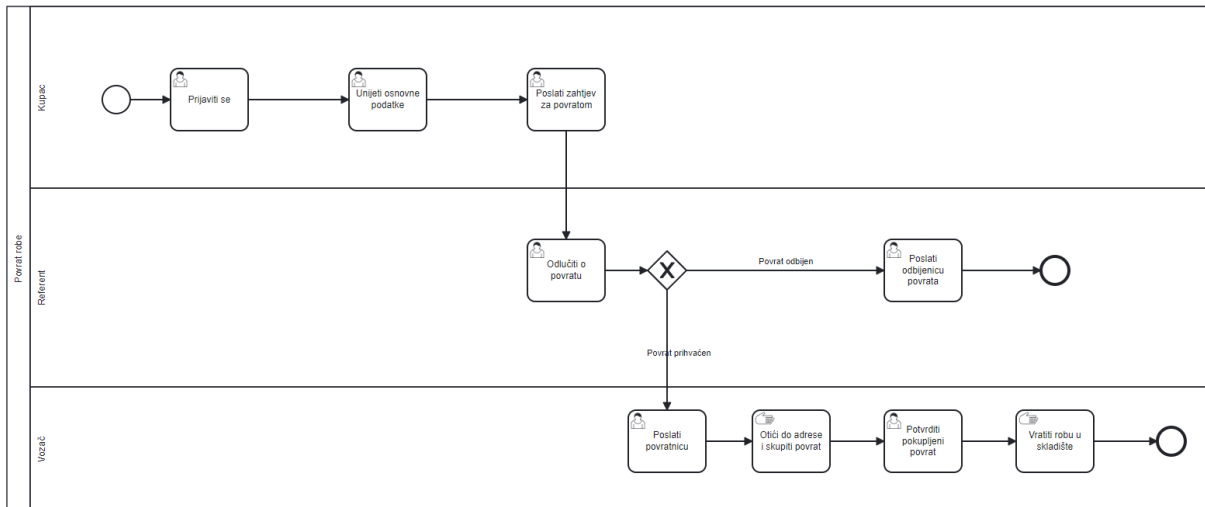 Povrat robe
Kupac
Prijaviti se
Unijeti osnovne
podatke
Poslati zahtjev
za povratom
Referent
Odlučiti o
povratu
Povrat odbijen
Poslati
odbijenicu
povrata
Povrat prihvaćen
Vozač
Poslati
povratnicu
Otići do adrese
i skupiti povrat
Potvrditi
pokupljeni
povrat
Vratiti robu u
skladište